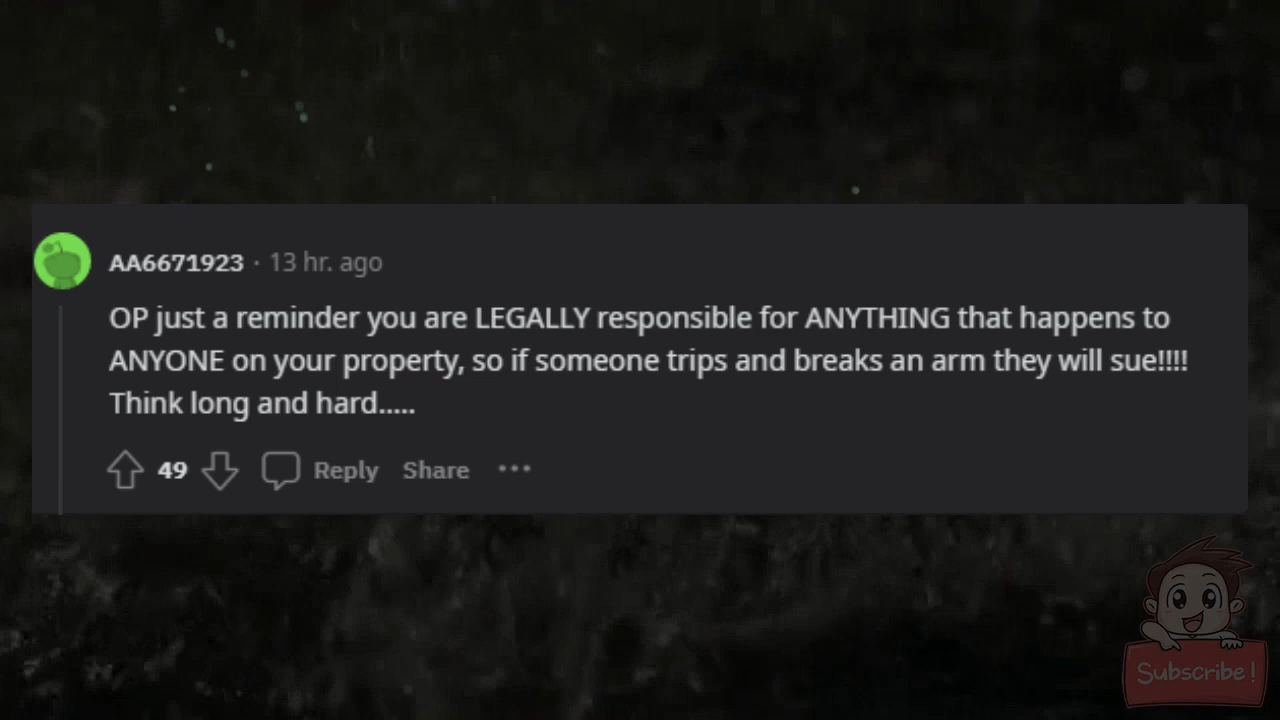 AA6671923 · 13 hr. ago
OP just a reminder you are LEGALLY responsible for ANYTHING that happens to
ANYONE on your property, so if someone trips and breaks an arm they will sue!!!!
Think long and hard.....
49 Reply Share ···
Subscribe!